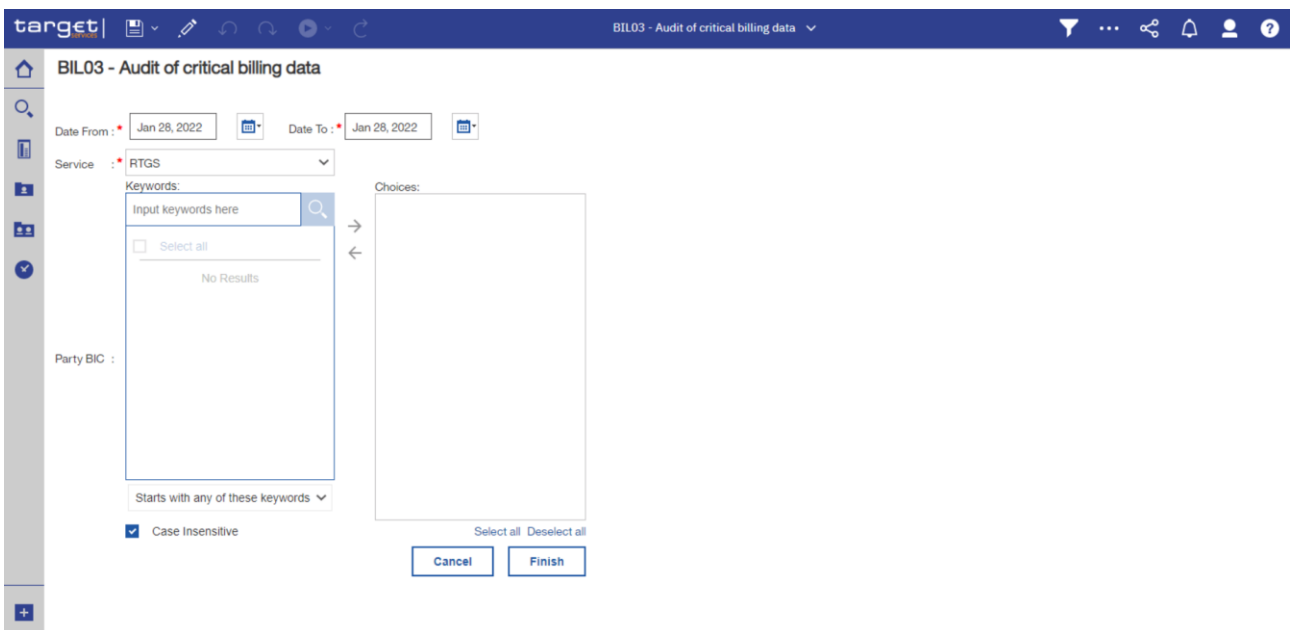 target| services BIL03 - Audit of critical billing data
BIL03 - Audit of critical billing data
Date From : * Jan 28, 2022 Date To : * Jan 28, 2022
Service : * RTGS
Keywords: Choices:
Input keywords here
Select all
No Results
Party BIC :
Starts with any of these keywords
Case Insensitive Select all Deselect all
Cancel Finish